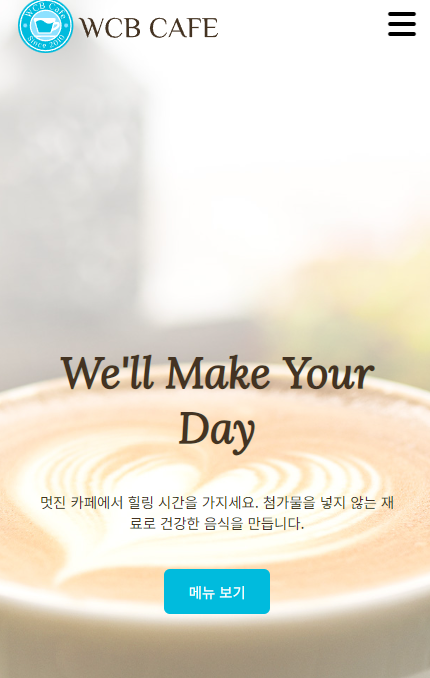 WCB Cafe
Since 2010
WCB CAFE
We'll Make Your
Day
멋진 카페에서 힐링 시간을 가지세요. 첨가물을 넣지 않는 재
료로 건강한 음식을 만듭니다.
메뉴 보기